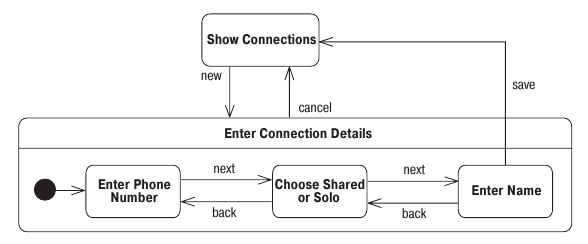 Show Connections
new
cancel
save
Enter Connection Details
Enter Phone
Number
next
back
Choose Shared
or Solo
next
back
Enter Name